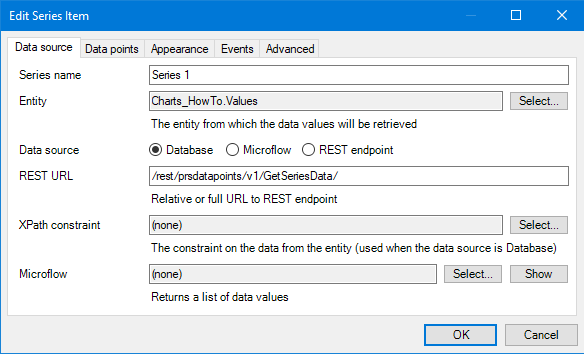 Edit Series Item
Data source Data points Appearance Events Advanced
Series name Series 1
Entity Charts_HowTo.Values Select...
The entity from which the data values will be retrieved
Data source Database Microflow REST endpoint
REST URL /rest/prsdatapoints/v1/GetSeriesData/
Relative or full URL to REST endpoint
XPath constraint (none) Select...
The constraint on the data from the entity (used when the data source is Database)
Microflow (none) Select... Show
Returns a list of data values
OK Cancel